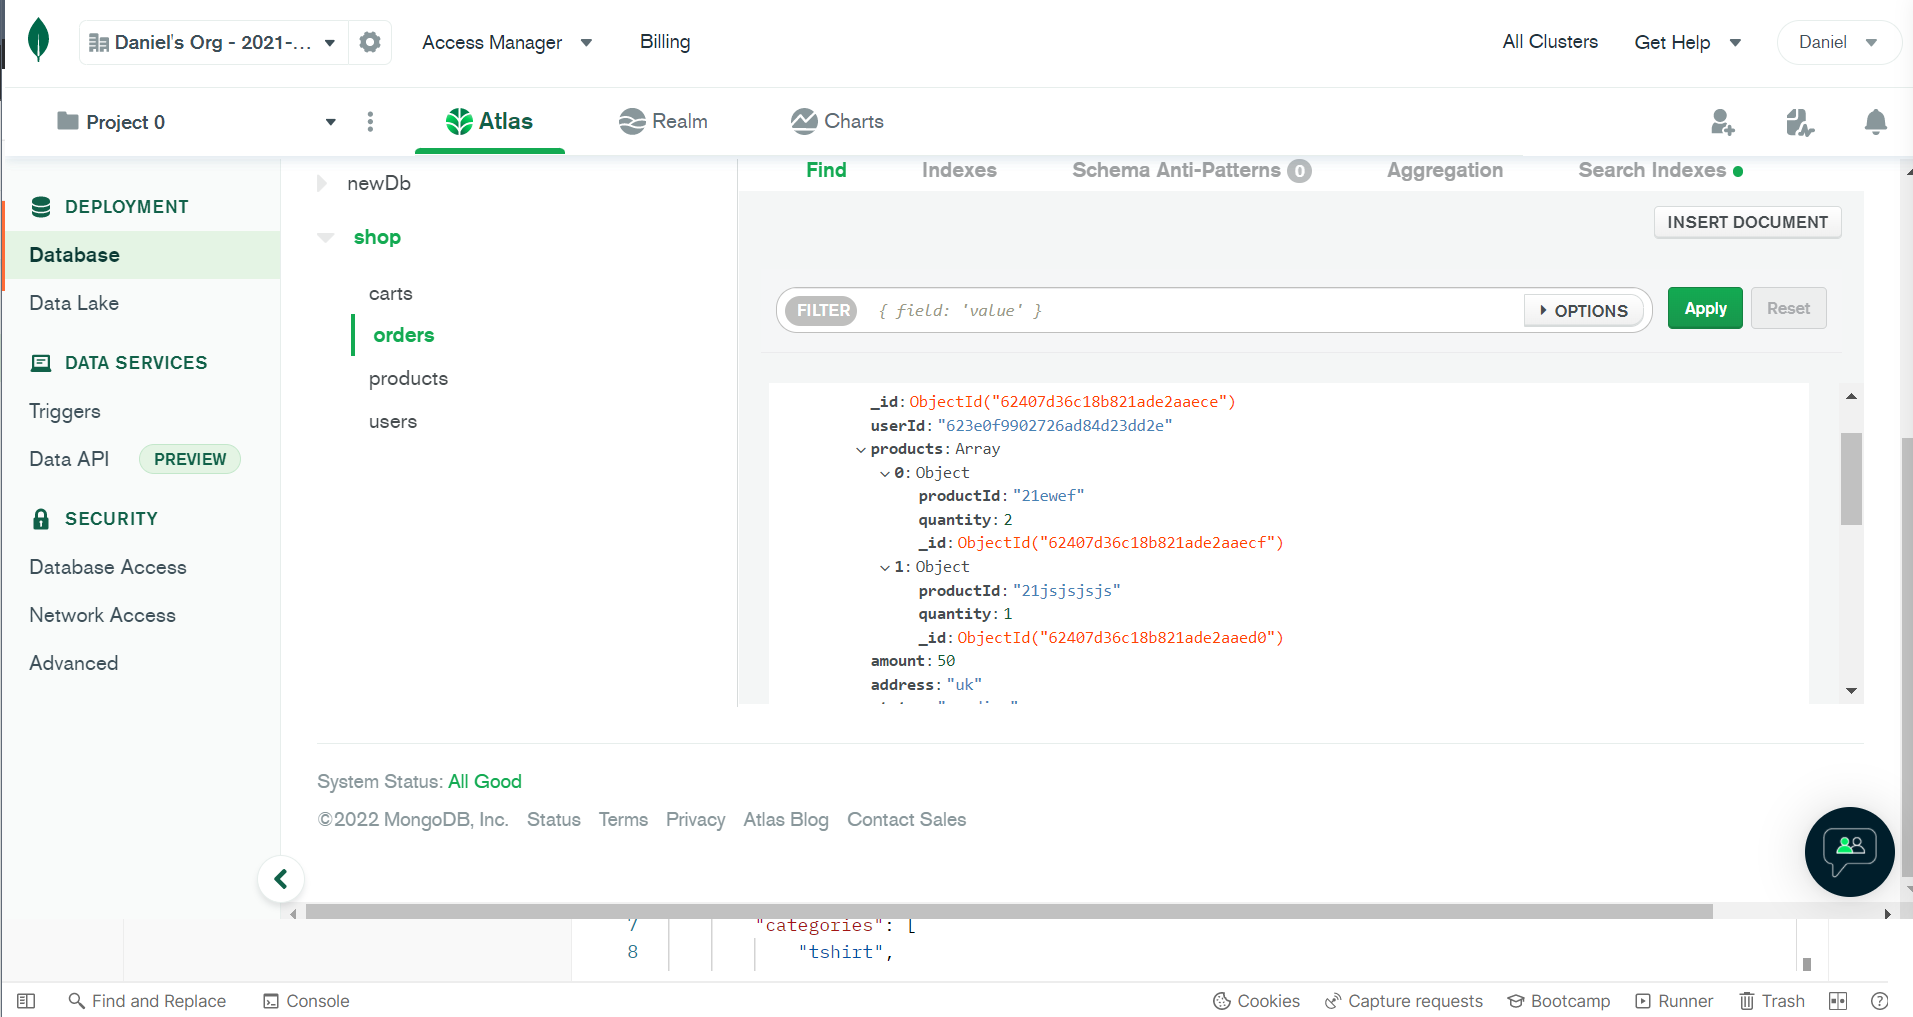 Daniel's Org - 2021-... Access Manager Billing All Clusters Get Help Daniel
Project 0 Atlas Realm Charts
DEPLOYMENT
Database
Data Lake
DATA SERVICES
Triggers
Data API PREVIEW
SECURITY
Database Access
Network Access
Advanced
newDb
shop
carts
orders
products
users
Find Indexes Schema Anti-Patterns 0 Aggregation Search Indexes
INSERT DOCUMENT
FILTER { field: 'value' } OPTIONS Apply Reset
_id: ObjectId("62407d36c18b821ade2aaece")
userId: "623e0f9902726ad84d23dd2e"
products: Array
0: Object
productId: "21ewef"
quantity: 2
_id: ObjectId("62407d36c18b821ade2aaecf")
1: Object
productId: "21jsjsjsjs"
quantity: 1
_id: ObjectId("62407d36c18b821ade2aaed0")
amount: 50
address: "uk"
System Status: All Good
©2022 MongoDB, Inc. Status Terms Privacy Atlas Blog Contact Sales
7 "categories": [
8 "tshirt",
Find and Replace Console Cookies Capture requests Bootcamp Runner Trash